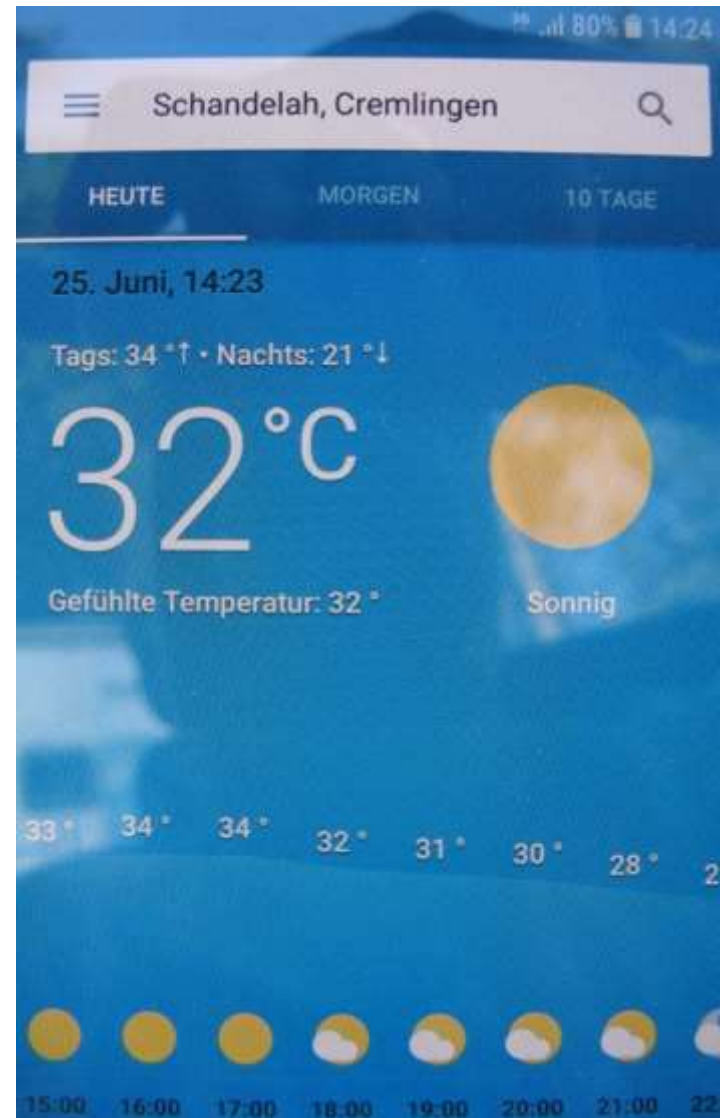 80% 14:24
Schandelah, Cremlingen
HEUTE MORGEN 10 TAGE
25. Juni, 14:23
Tags: 34 °↑ • Nachts: 21 °↓
32 °C
Gefühlte Temperatur: 32 ° Sonnig
33 ° 34 ° 34 ° 32 ° 31 ° 30 ° 28 °
15:00 16:00 17:00 18:00 19:00 20:00 21:00